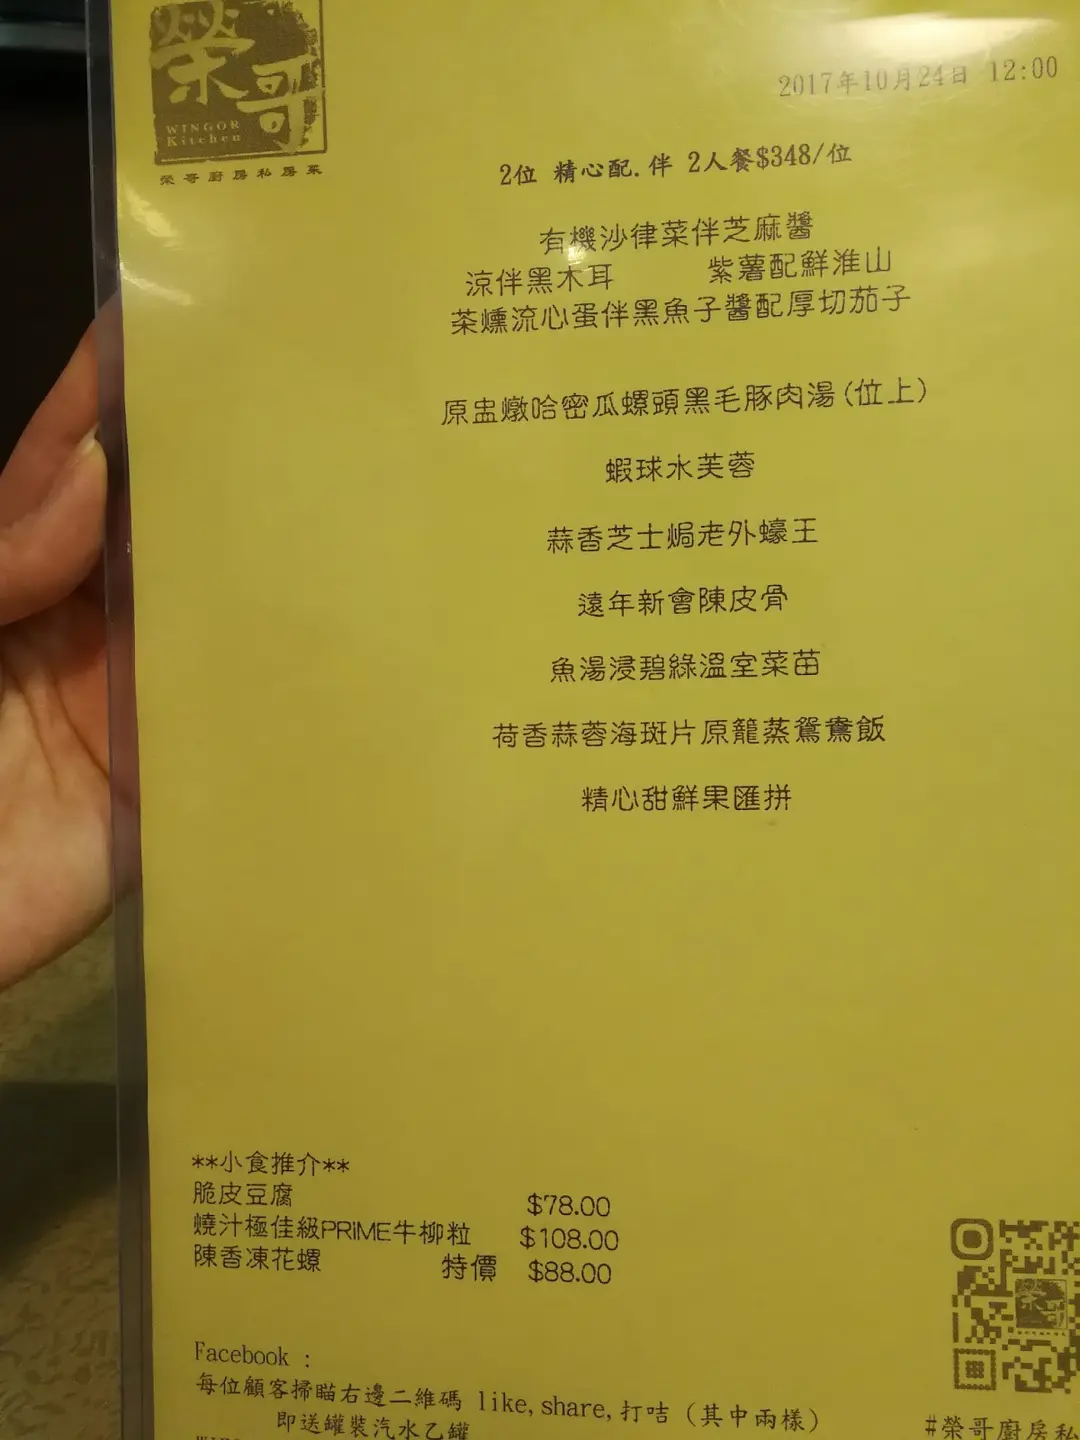 榮哥
WINGOR
Kitchen
榮哥廚房私房菜
2017年10月24日 12:00
2位 精心配.伴 2人餐$348/位
有機沙律菜伴芝麻醬
涼伴黑木耳 紫薯配鮮淮山
茶燻流心蛋伴黑魚子醬配厚切茄子
原盅燉哈密瓜螺頭黑毛豚肉湯(位上)
蝦球水芙蓉
蒜香芝士焗老外蠔王
遠年新會陳皮骨
魚湯浸碧綠溫室菜苗
荷香蒜蓉海斑片原籠蒸鴛鴦飯
精心甜鮮果匯拼
**小食推介**
脆皮豆腐 $78.00
燒汁極佳級PRIME牛柳粒 $108.00
陳香凍花螺 特價 $88.00
Facebook :
每位顧客掃瞄右邊二維碼 like,share,打咭 (其中兩樣)
即送罐裝汽水乙罐
榮哥
#榮哥廚房私